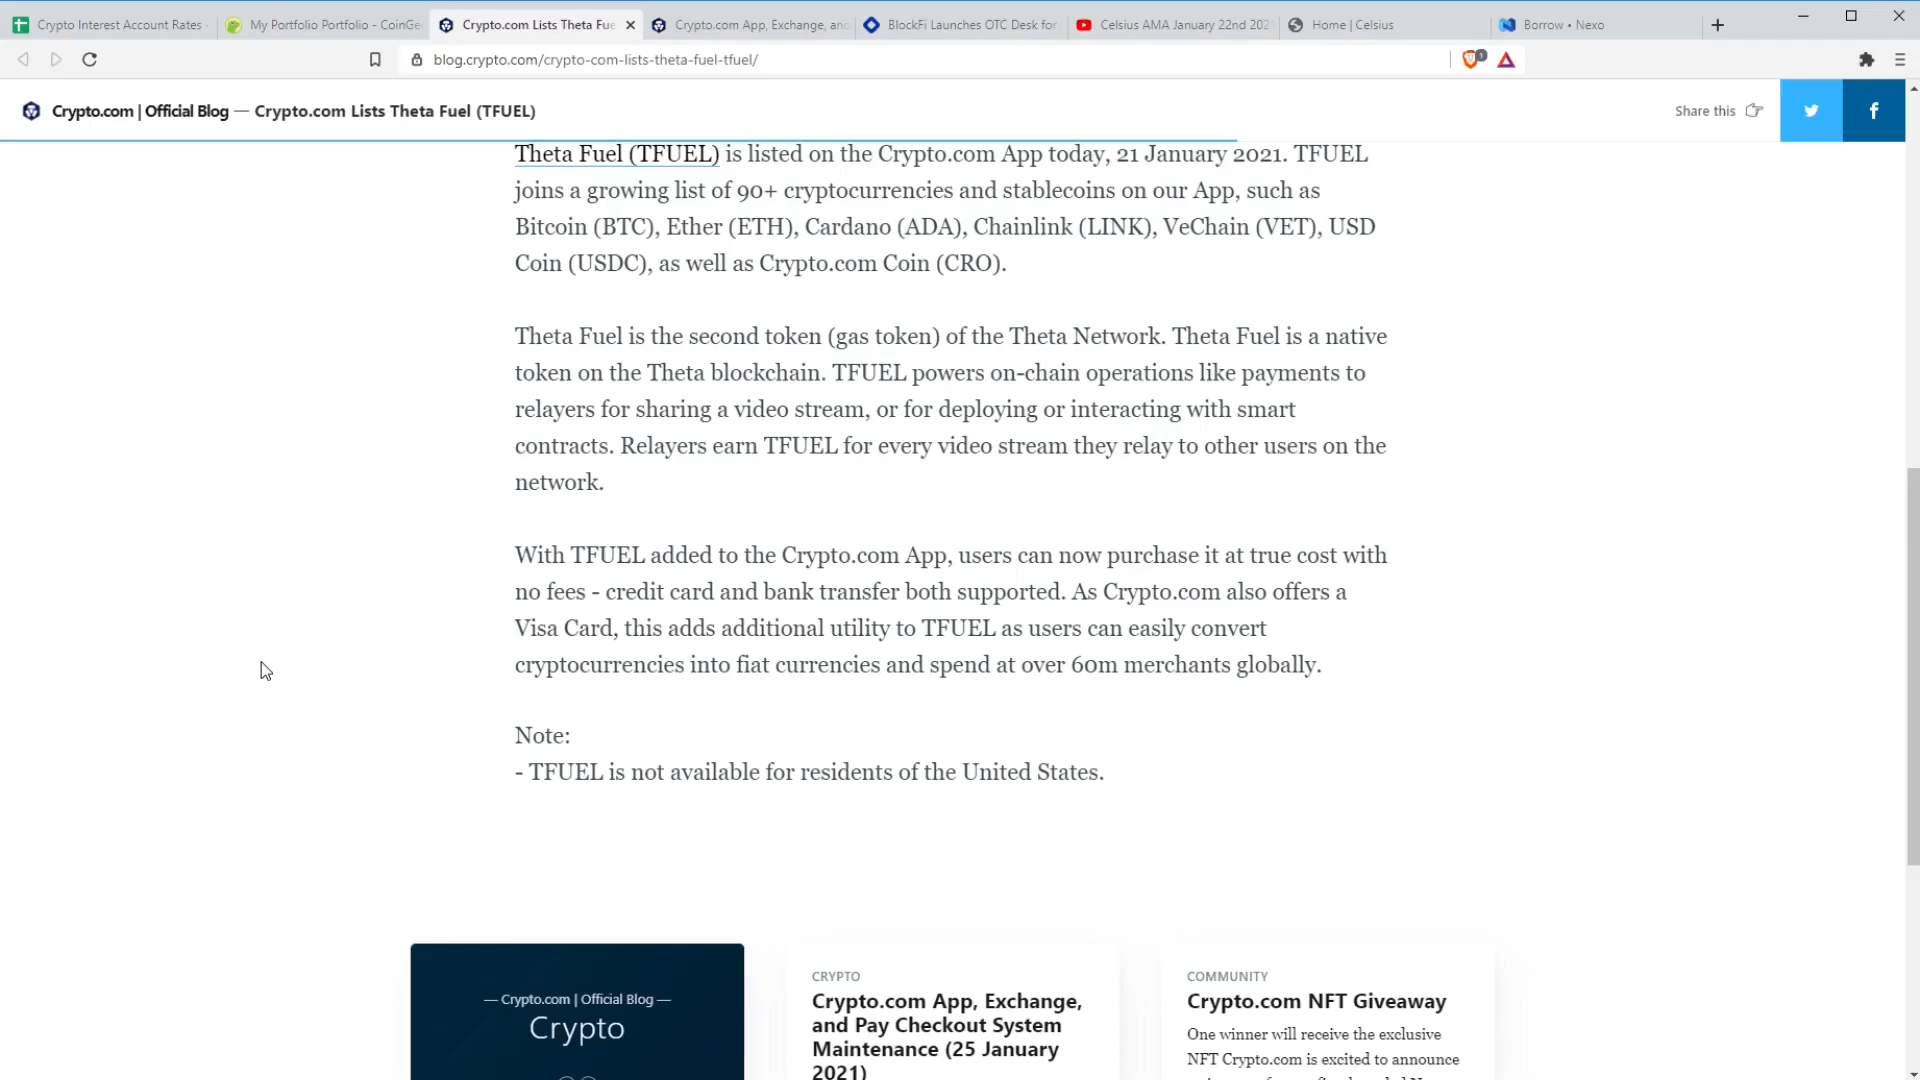 Crypto Interest Account Rates
My Portfolio Portfolio - CoinGe
Crypto.com Lists Theta Fue
Crypto.com App, Exchange, an
BlockFi Launches OTC Desk for
Celsius AMA January 22nd 202
Home | Celsius
Borrow • Nexo
blog.crypto.com/crypto-com-lists-theta-fuel-tfuel/
1
Crypto.com | Official Blog — Crypto.com Lists Theta Fuel (TFUEL)
Share this
Theta Fuel (TFUEL) is listed on the Crypto.com App today, 21 January 2021. TFUEL
joins a growing list of 90+ cryptocurrencies and stablecoins on our App, such as
Bitcoin (BTC), Ether (ETH), Cardano (ADA), Chainlink (LINK), VeChain (VET), USD
Coin (USDC), as well as Crypto.com Coin (CRO).
Theta Fuel is the second token (gas token) of the Theta Network. Theta Fuel is a native
token on the Theta blockchain. TFUEL powers on-chain operations like payments to
relayers for sharing a video stream, or for deploying or interacting with smart
contracts. Relayers earn TFUEL for every video stream they relay to other users on the
network.
With TFUEL added to the Crypto.com App, users can now purchase it at true cost with
no fees - credit card and bank transfer both supported. As Crypto.com also offers a
Visa Card, this adds additional utility to TFUEL as users can easily convert
cryptocurrencies into fiat currencies and spend at over 60m merchants globally.
Note:
- TFUEL is not available for residents of the United States.
— Crypto.com | Official Blog —
Crypto
CRYPTO
Crypto.com App, Exchange,
and Pay Checkout System
Maintenance (25 January
2021)
COMMUNITY
Crypto.com NFT Giveaway
One winner will receive the exclusive
NFT Crypto.com is excited to announce